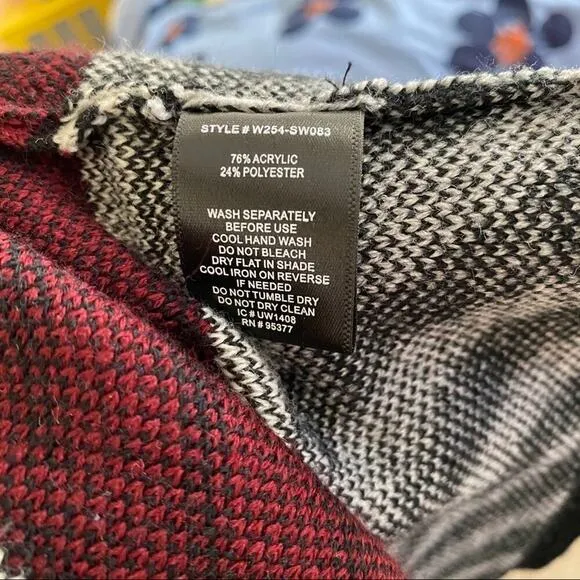 STYLE # W254-SW083
76% ACRYLIC
24% POLYESTER
WASH SEPARATELY
BEFORE USE
COOL HAND WASH
DO NOT BLEACH
DRY FLAT IN SHADE
COOL IRON ON REVERSE
IF NEEDED
DO NOT TUMBLE DRY
DO NOT DRY CLEAN
IC # UW1408
RN # 95377